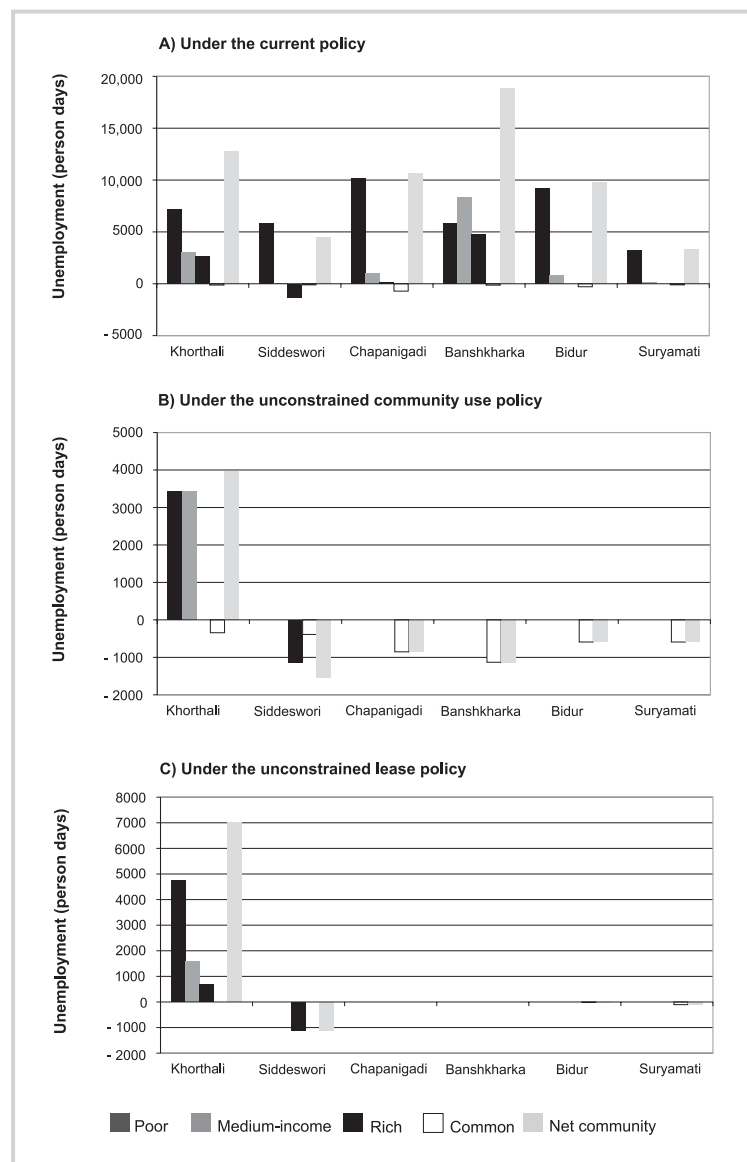 A) Under the current policy
Unemployment (person days)
20,000
15,000
10,000
5000
0
- 5000
Khorthali Siddeswori Chapanigadi Banshkharka Bidur Suryamati
B) Under the unconstrained community use policy
Unemployment (person days)
5000
4000
3000
2000
1000
0
- 1000
- 2000
Khorthali Siddeswori Chapanigadi Banshkharka Bidur Suryamati
C) Under the unconstrained lease policy
Unemployment (person days)
8000
7000
6000
5000
4000
3000
2000
1000
0
- 1000
- 2000
Khorthali Siddeswori Chapanigadi Banshkharka Bidur Suryamati
Poor Medium-income Rich Common Net community